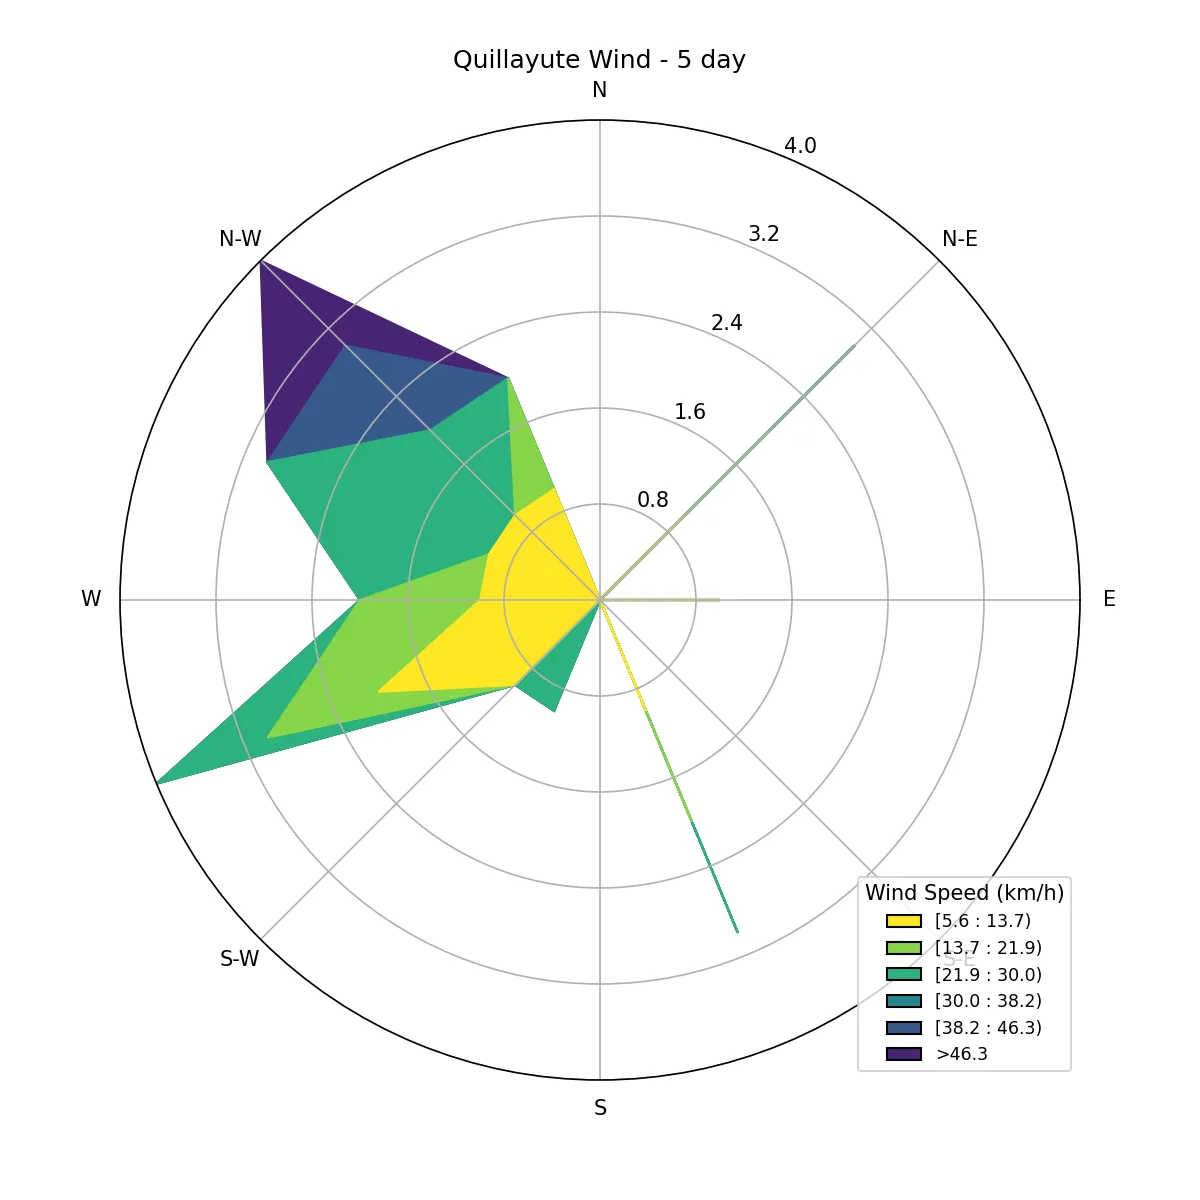 Quillayute Wind - 5 day
N
4.0
N-W
N-E
3.2
2.4
1.6
0.8
W
E
S-W
S-E
S
Wind Speed (km/h)
[5.6 : 13.7)
[13.7 : 21.9)
[21.9 : 30.0)
[30.0 : 38.2)
[38.2 : 46.3)
>46.3